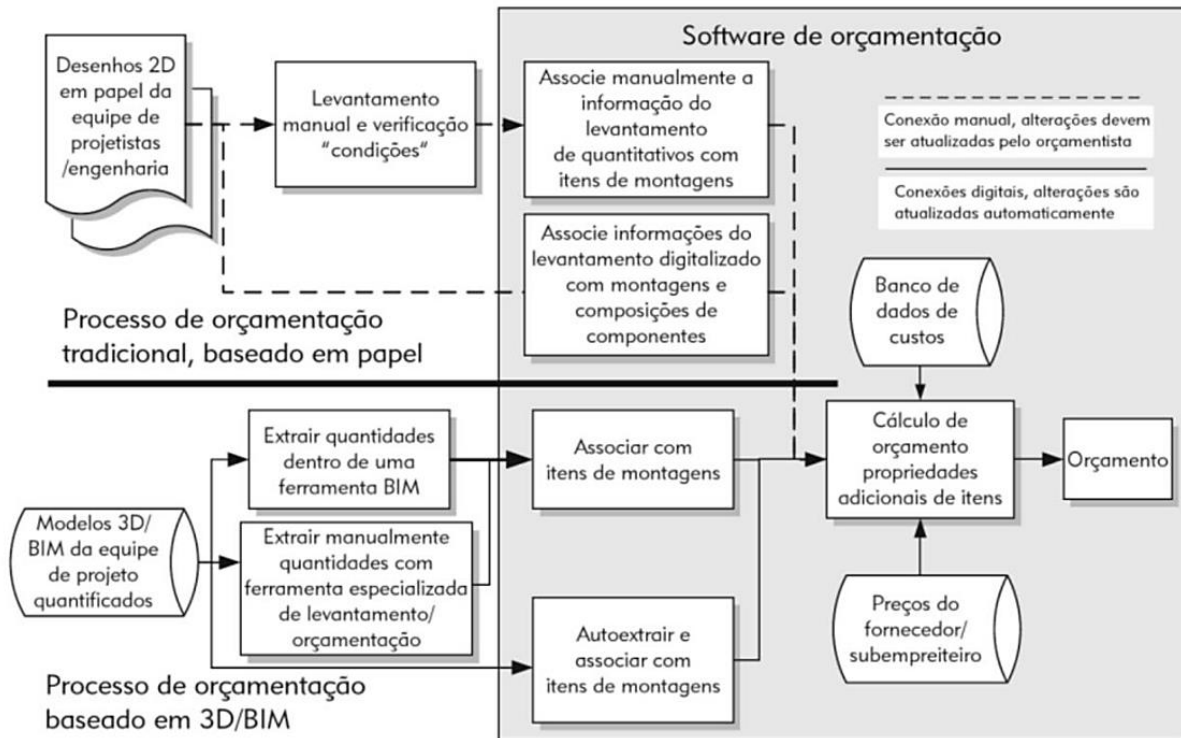 Software de orçamentação
Desenhos 2D
em papel da
equipe de
projetistas
/engenharia
Levantamento
manual e verificação
“condições“
Associe manualmente a
informação do
levantamento
de quantitativos com
itens de montagens
Conexão manual, alterações devem
ser atualizadas pelo orçamentista
Conexões digitais, alterações são
atualizadas automaticamente
Associe informações do
levantamento digitalizado
com montagens e
composições de
componentes
Processo de orçamentação
tradicional, baseado em papel
Banco de
dados de
custos
Extrair quantidades
dentro de uma
ferramenta BIM
Associar com
itens de montagens
Cálculo de
orçamento
propriedades
adicionais de itens
Orçamento
Modelos 3D/
BIM da equipe
de projeto
quantificados
Extrair manualmente
quantidades com
ferramenta especializada
de levantamento/
orçamentação
Autoextrair e
associar com
itens de montagens
Preços do
fornecedor/
subempreiteiro
Processo de orçamentação
baseado em 3D/BIM